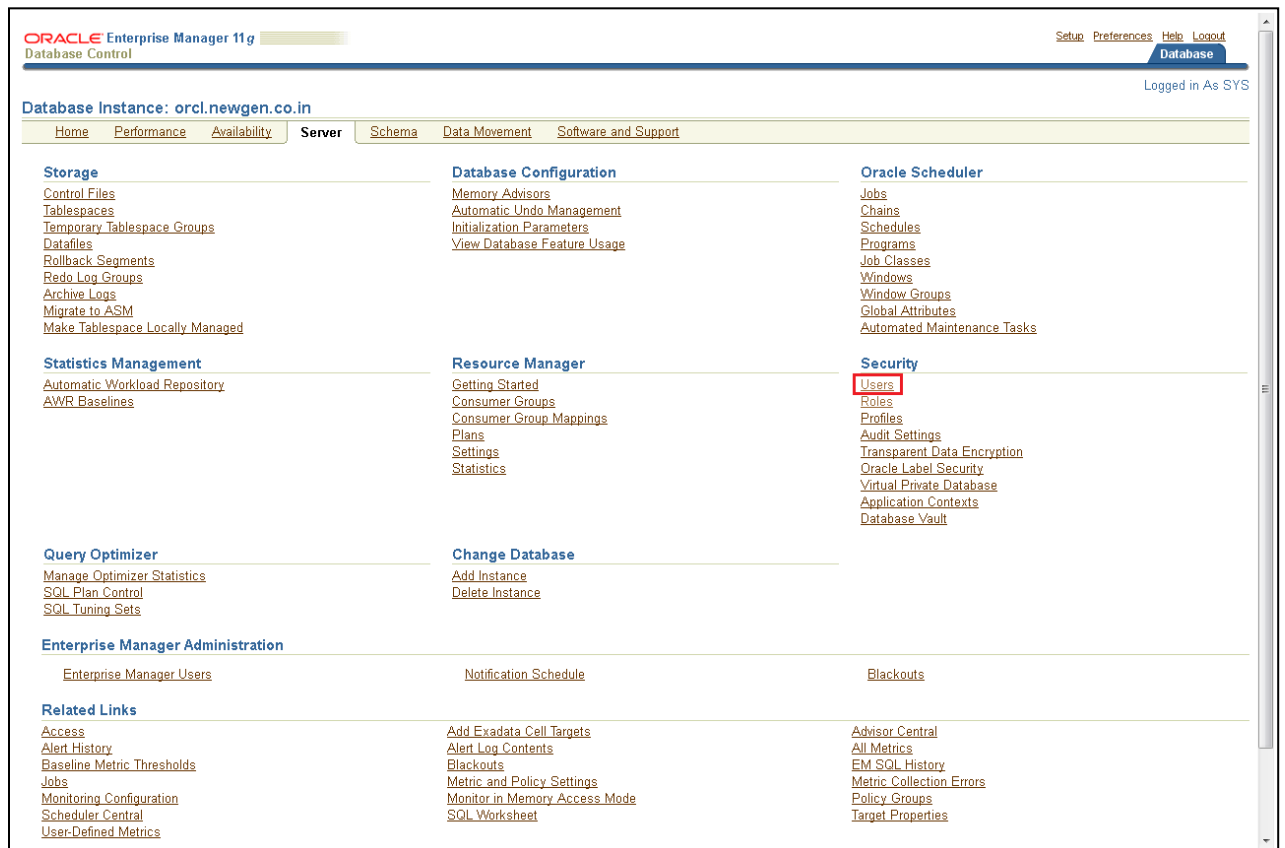 ORACLE Enterprise Manager 11g
Database Control
Setup Preferences Help Logout
Database
Logged in As SYS
Database Instance: orcl.newgen.co.in
Home Performance Availability Server Schema Data Movement Software and Support
Storage
Control Files
Tablespaces
Temporary Tablespace Groups
Datafiles
Rollback Segments
Redo Log Groups
Archive Logs
Migrate to ASM
Make Tablespace Locally Managed
Database Configuration
Memory Advisors
Automatic Undo Management
Initialization Parameters
View Database Feature Usage
Oracle Scheduler
Jobs
Chains
Schedules
Programs
Job Classes
Windows
Window Groups
Global Attributes
Automated Maintenance Tasks
Statistics Management
Automatic Workload Repository
AWR Baselines
Resource Manager
Getting Started
Consumer Groups
Consumer Group Mappings
Plans
Settings
Statistics
Security
Users
Roles
Profiles
Audit Settings
Transparent Data Encryption
Oracle Label Security
Virtual Private Database
Application Contexts
Database Vault
Query Optimizer
Manage Optimizer Statistics
SQL Plan Control
SQL Tuning Sets
Change Database
Add Instance
Delete Instance
Enterprise Manager Administration
Enterprise Manager Users Notification Schedule Blackouts
Related Links
Access
Alert History
Baseline Metric Thresholds
Jobs
Monitoring Configuration
Scheduler Central
User-Defined Metrics
Add Exadata Cell Targets
Alert Log Contents
Blackouts
Metric and Policy Settings
Monitor in Memory Access Mode
SQL Worksheet
Advisor Central
All Metrics
EM SQL History
Metric Collection Errors
Policy Groups
Target Properties